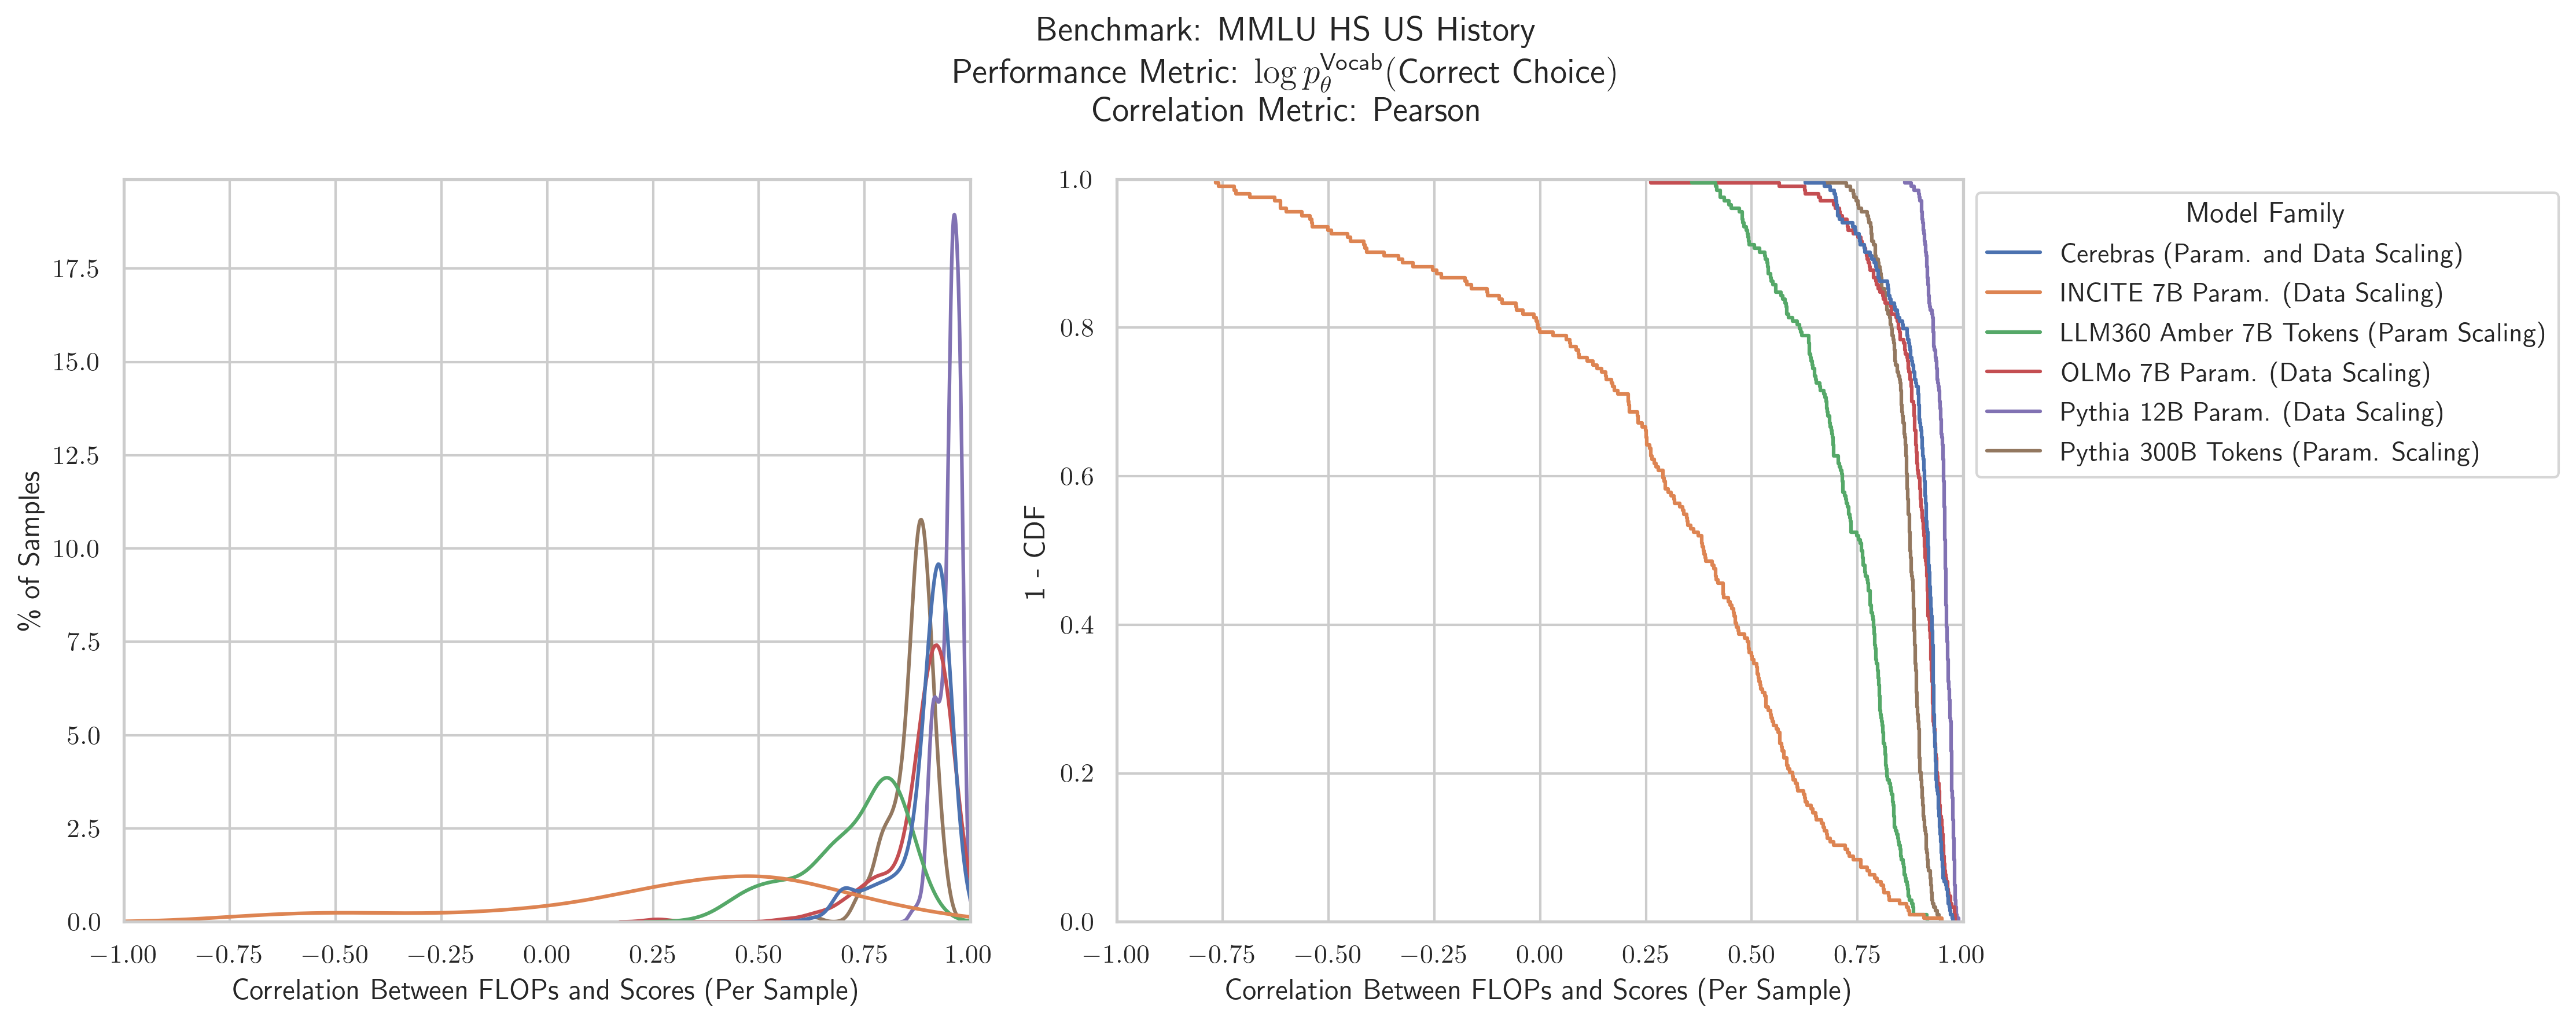 Benchmark: MMLU HS US History
Performance Metric: log p_θ^Vocab(Correct Choice)
Correlation Metric: Pearson
% of Samples
17.5
15.0
12.5
10.0
7.5
5.0
2.5
0.0
−1.00 −0.75 −0.50 −0.25 0.00 0.25 0.50 0.75 1.00
Correlation Between FLOPs and Scores (Per Sample)
1 - CDF
1.0
0.8
0.6
0.4
0.2
0.0
−1.00 −0.75 −0.50 −0.25 0.00 0.25 0.50 0.75 1.00
Correlation Between FLOPs and Scores (Per Sample)
Model Family
Cerebras (Param. and Data Scaling)
INCITE 7B Param. (Data Scaling)
LLM360 Amber 7B Tokens (Param Scaling)
OLMo 7B Param. (Data Scaling)
Pythia 12B Param. (Data Scaling)
Pythia 300B Tokens (Param. Scaling)